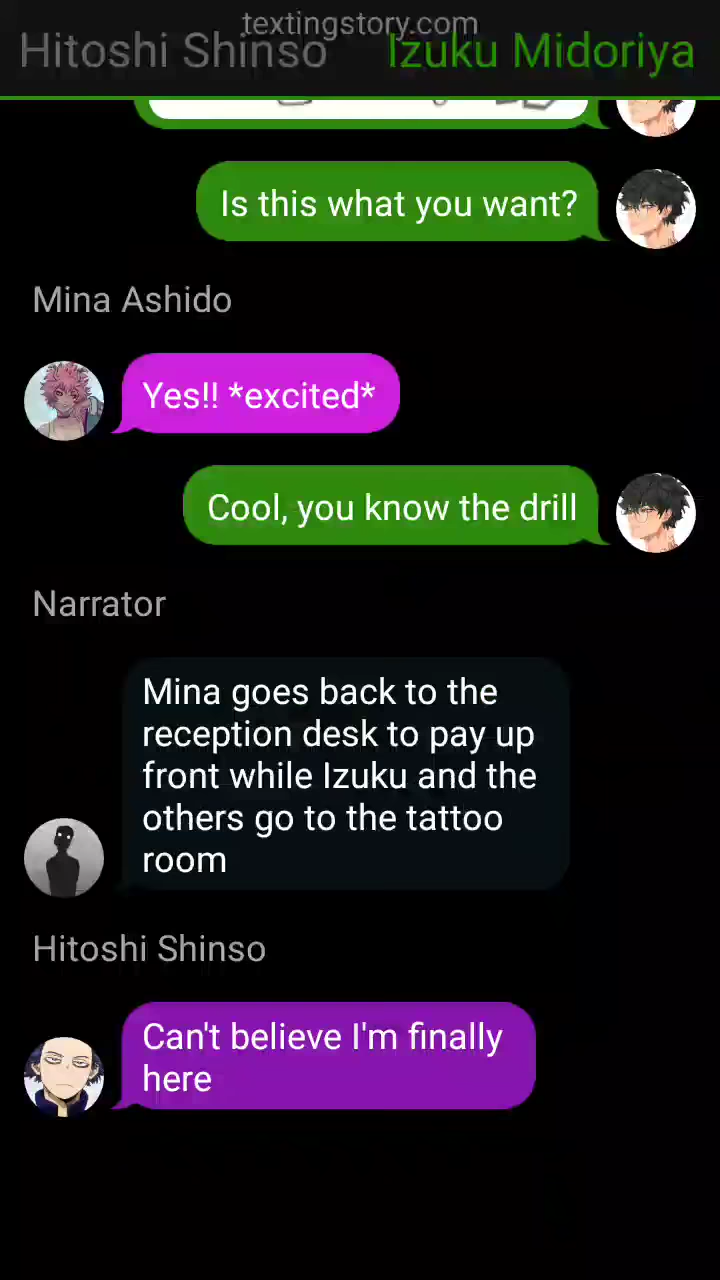 textingstory.com
Hitoshi Shinso
Izuku Midoriya
Is this what you want?
Mina Ashido
Yes!! *excited*
Cool, you know the drill
Narrator
Mina goes back to the
reception desk to pay up
front while Izuku and the
others go to the tattoo
room
Hitoshi Shinso
Can't believe I'm finally
here